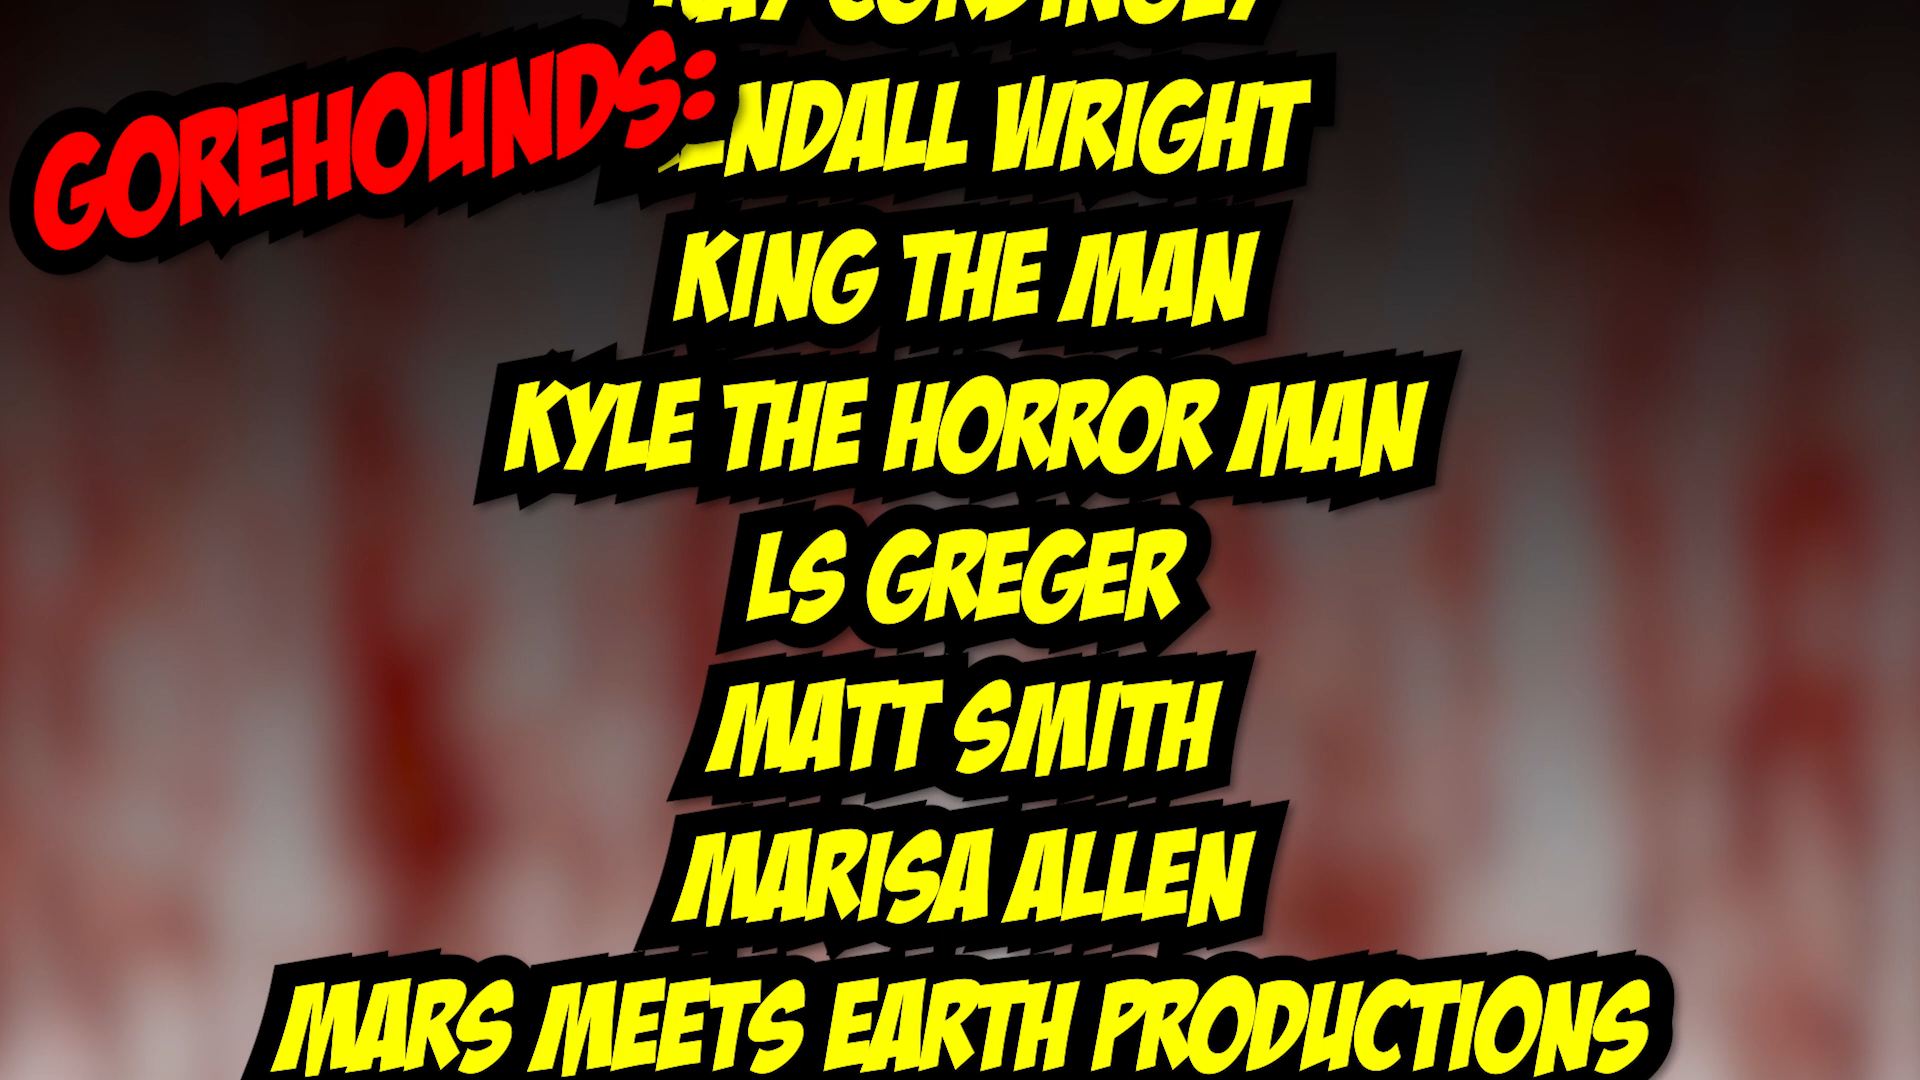 GOREHOUNDS:
WRIGHT
KING THE MAN
KYLE THE HORROR MAN
LS GREGER
MATT SMITH
MARISA ALLEN
MARS MEETS EARTH PRODUCTIONS